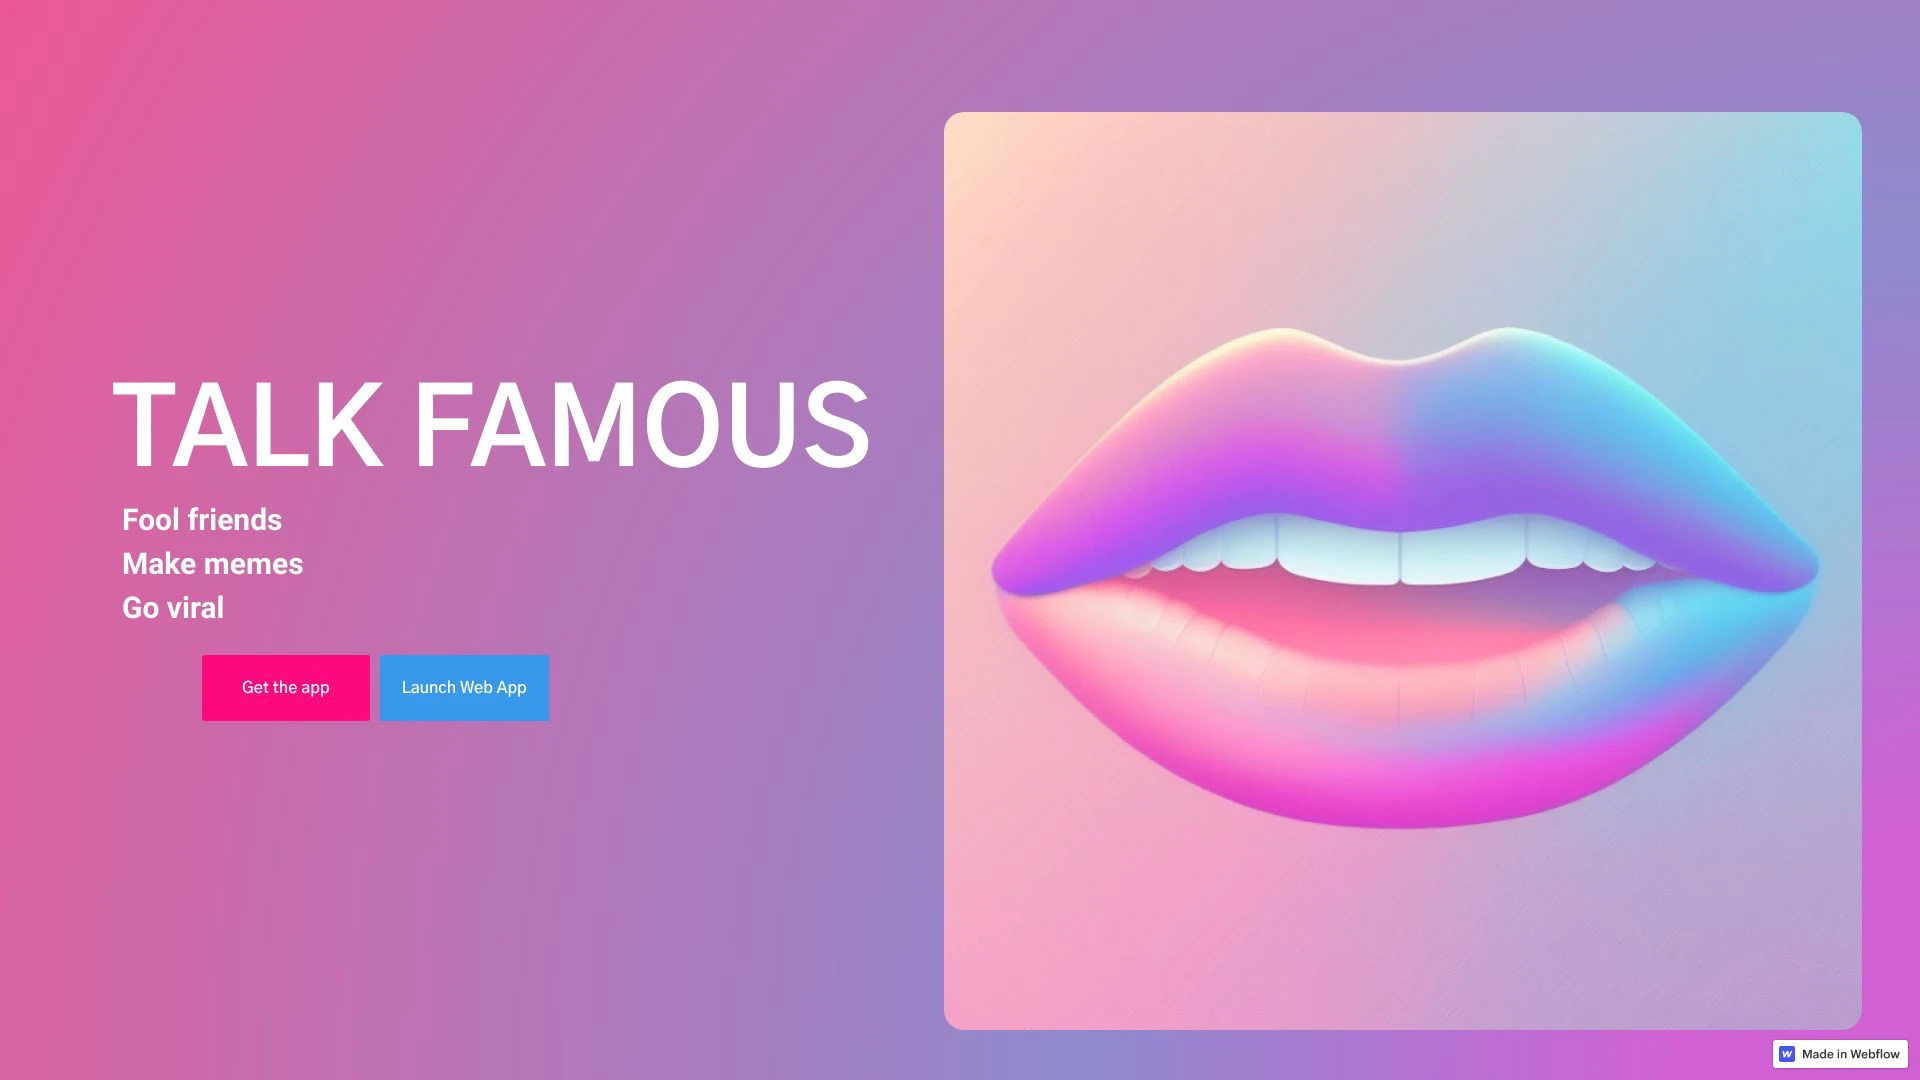 TALK FAMOUS
Fool friends
Make memes
Go viral
Get the app
Launch Web App
Made in Webflow